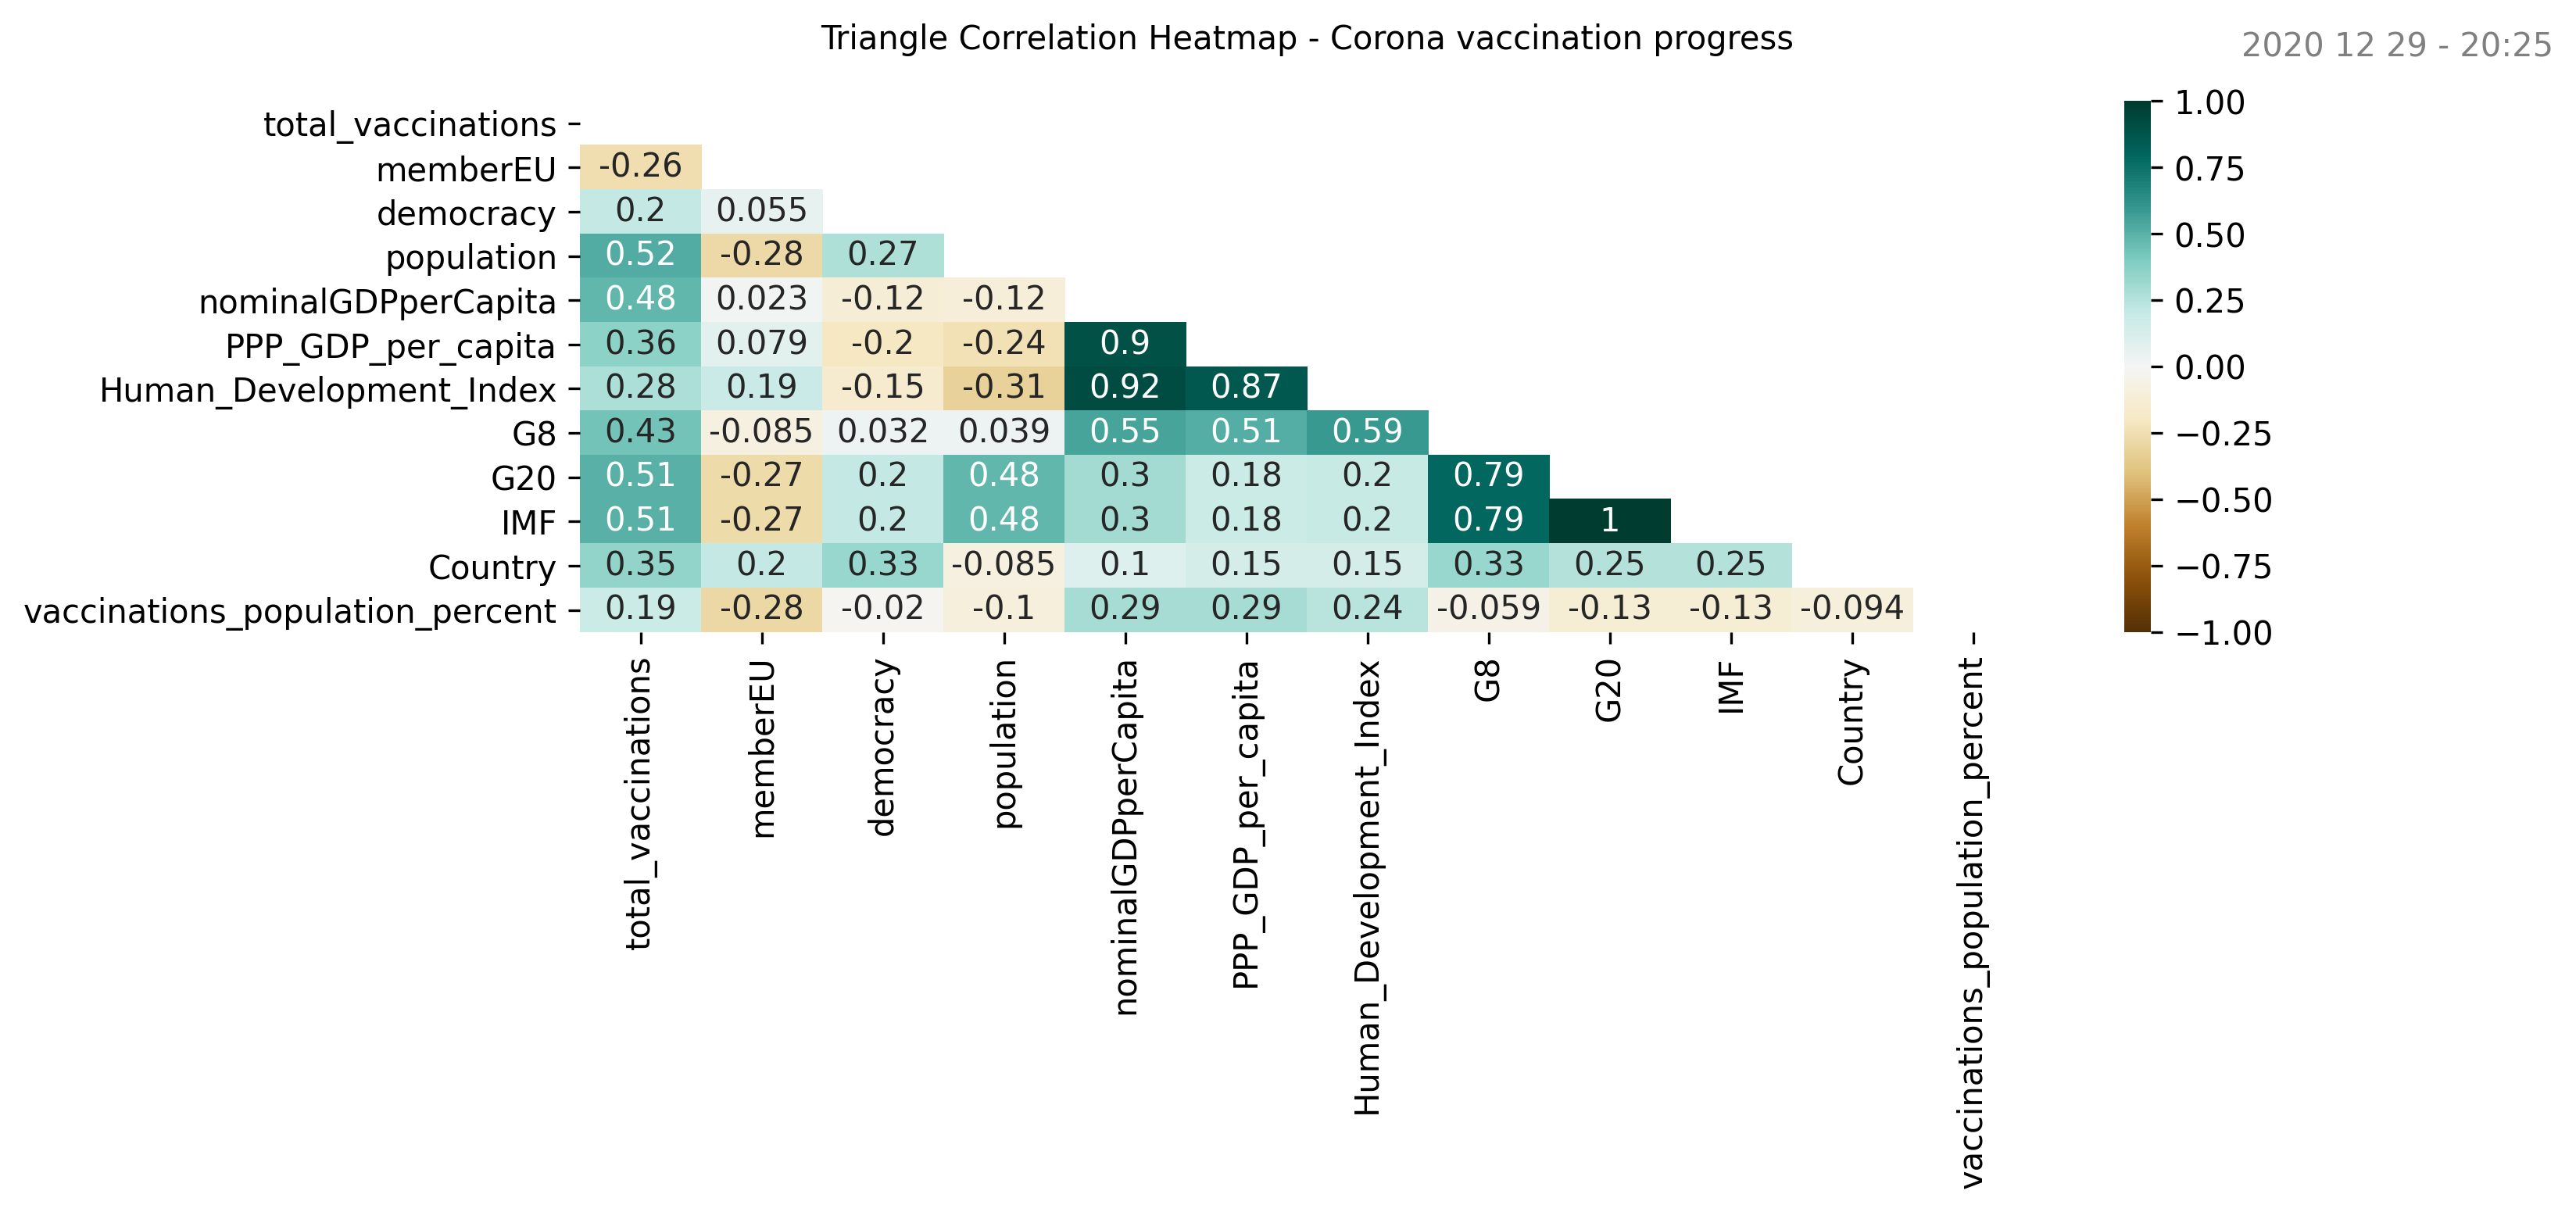 Triangle Correlation Heatmap - Corona vaccination progress
2020 12 29 - 20:25
total_vaccinations
memberEU -0.26
democracy 0.2 0.055
population 0.52 -0.28 0.27
nominalGDPperCapita 0.48 0.023 -0.12 -0.12
PPP_GDP_per_capita 0.36 0.079 -0.2 -0.24 0.9
Human_Development_Index 0.28 0.19 -0.15 -0.31 0.92 0.87
G8 0.43 -0.085 0.032 0.039 0.55 0.51 0.59
G20 0.51 -0.27 0.2 0.48 0.3 0.18 0.2 0.79
IMF 0.51 -0.27 0.2 0.48 0.3 0.18 0.2 0.79 1
Country 0.35 0.2 0.33 -0.085 0.1 0.15 0.15 0.33 0.25 0.25
vaccinations_population_percent 0.19 -0.28 -0.02 -0.1 0.29 0.29 0.24 -0.059 -0.13 -0.13 -0.094
total_vaccinations
memberEU
democracy
population
nominalGDPperCapita
PPP_GDP_per_capita
Human_Development_Index
G8
G20
IMF
Country
vaccinations_population_percent
1.00
0.75
0.50
0.25
0.00
−0.25
−0.50
−0.75
−1.00